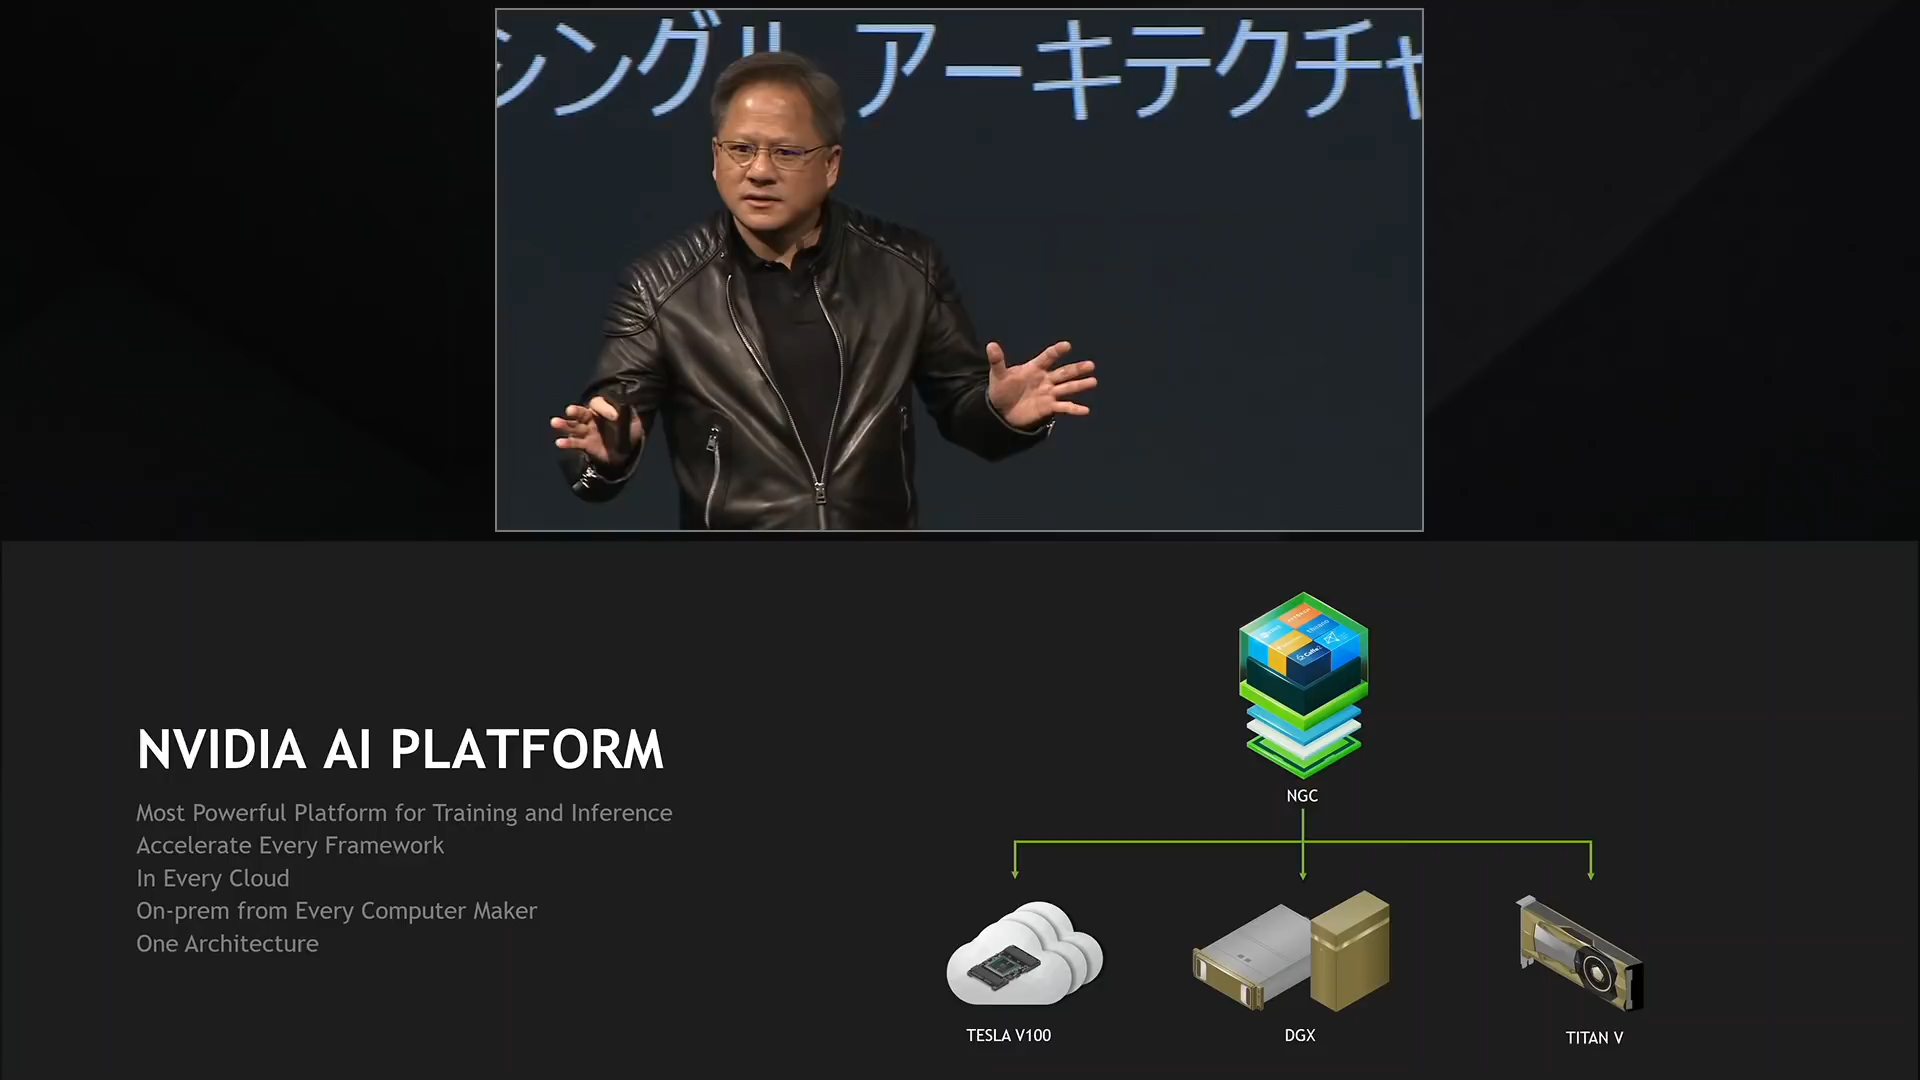 シングル アーキテクチャ
NVIDIA AI PLATFORM
Most Powerful Platform for Training and Inference
Accelerate Every Framework
In Every Cloud
On-prem from Every Computer Maker
One Architecture
NGC
TESLA V100
DGX
TITAN V